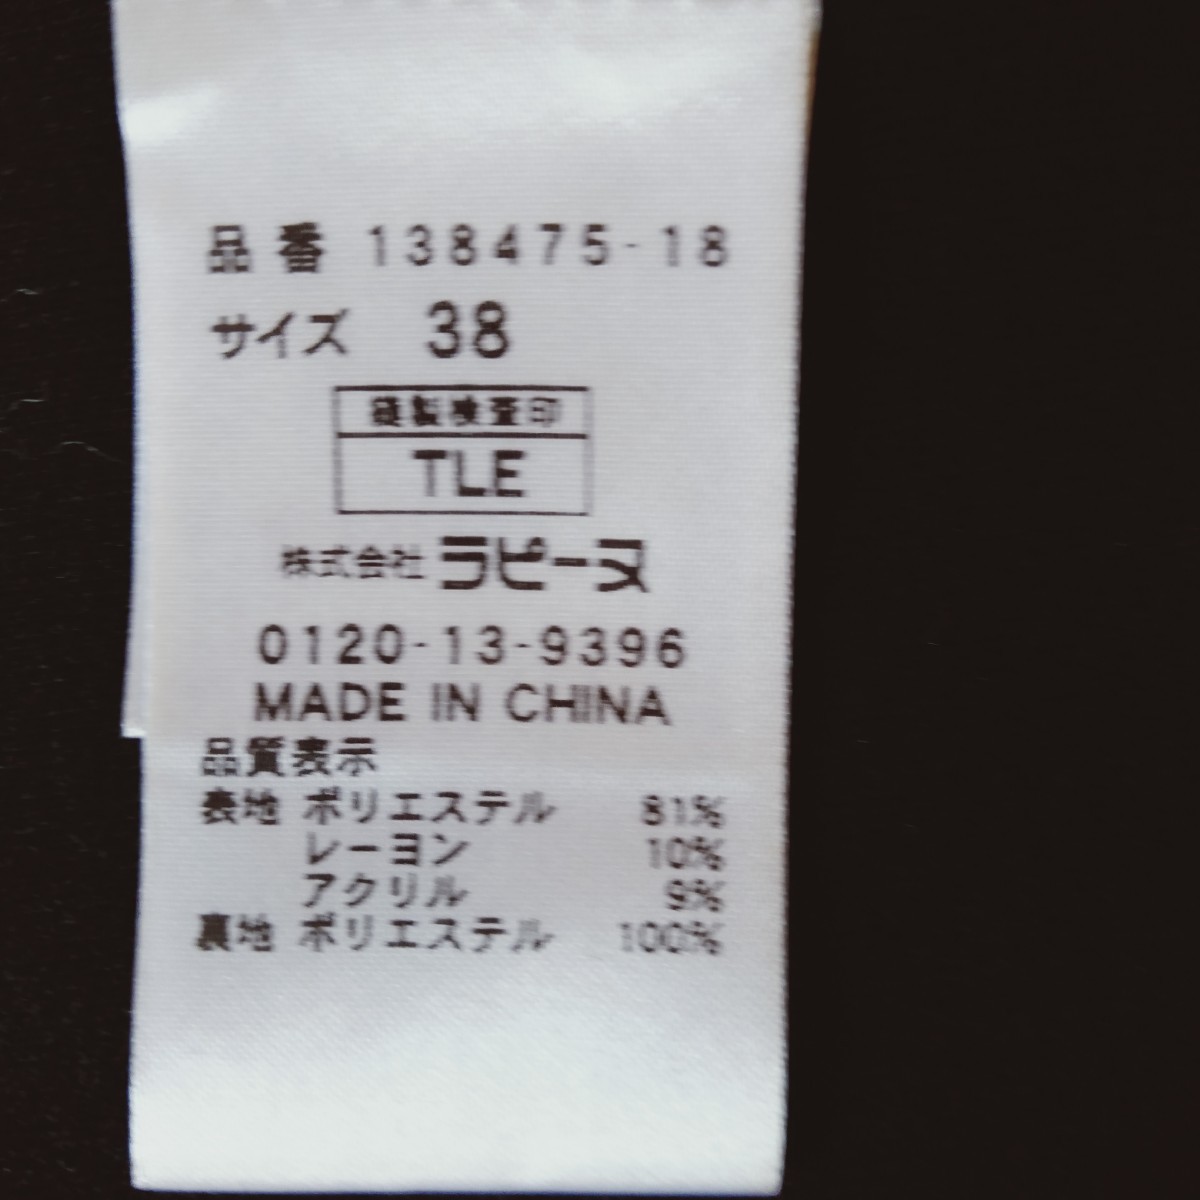 品番 138475-18
サイズ 38
縫製検査印
TLE
株式会社 ラピーヌ
0120-13-9396
MADE IN CHINA
品質表示
表地 ポリエステル 81%
レーヨン 10%
アクリル 9%
裏地 ポリエステル 100%